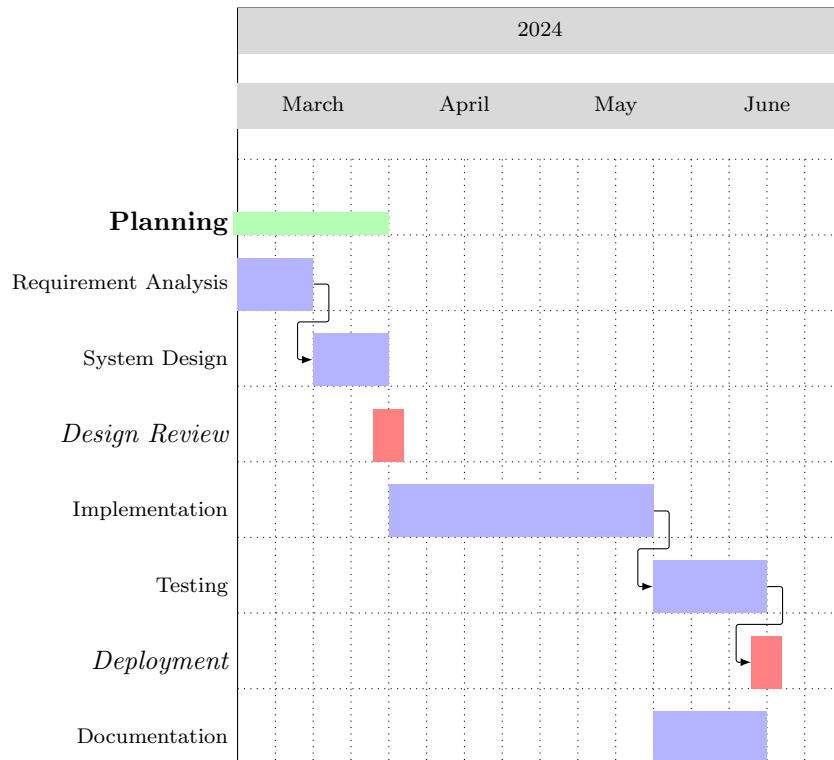 2024
March April May June
Planning
Requirement Analysis
System Design
Design Review
Implementation
Testing
Deployment
Documentation